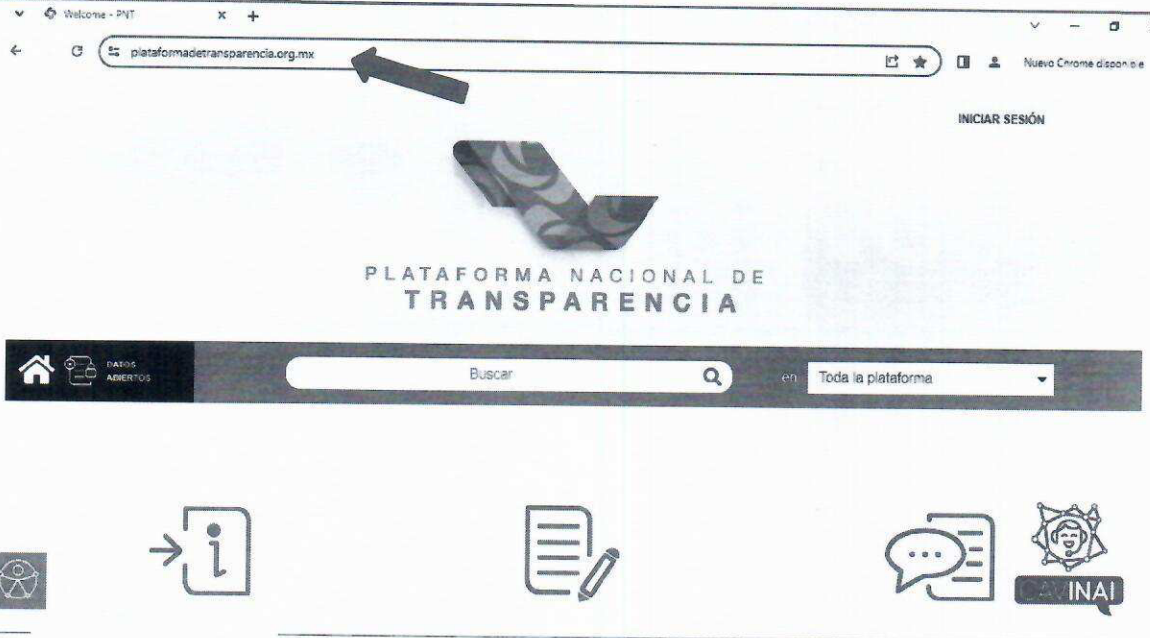 Welcome - PNT
plataformadetransparencia.org.mx
Nuevo Chrome disponible
INICIAR SESIÓN
PLATAFORMA NACIONAL DE
TRANSPARENCIA
DATOS
ABIERTOS
Buscar
en
Toda la plataforma
CAVINAI